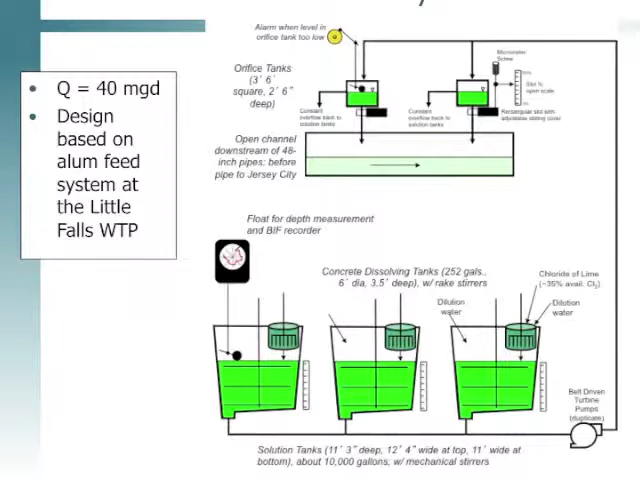 • Q = 40 mgd
• Design
based on
alum feed
system at
the Little
Falls WTP
Alarm when level in
orifice tank too low
Orifice Tanks
(3' 6"
square, 2' 6"
deep)
Micrometer
Screw
50%
Slot %
open scale
0%
Constant
overflow back to
solution tanks
Constant
overflow back to
solution tanks
Rectangular slot with
adjustable sliding cover
Open channel
downstream of 48-
inch pipes; before
pipe to Jersey City
Float for depth measurement
and BIF recorder
Concrete Dissolving Tanks (252 gals.,
6' dia, 3.5' deep), w/ rake stirrers
Chloride of Lime
(~35% avail. Cl2)
Dilution
water
Dilution
water
Belt Driven
Turbine
Pumps
(duplicate)
Solution Tanks (11' 3" deep, 12' 4" wide at top, 11' wide at
bottom), about 10,000 gallons; w/ mechanical stirrers